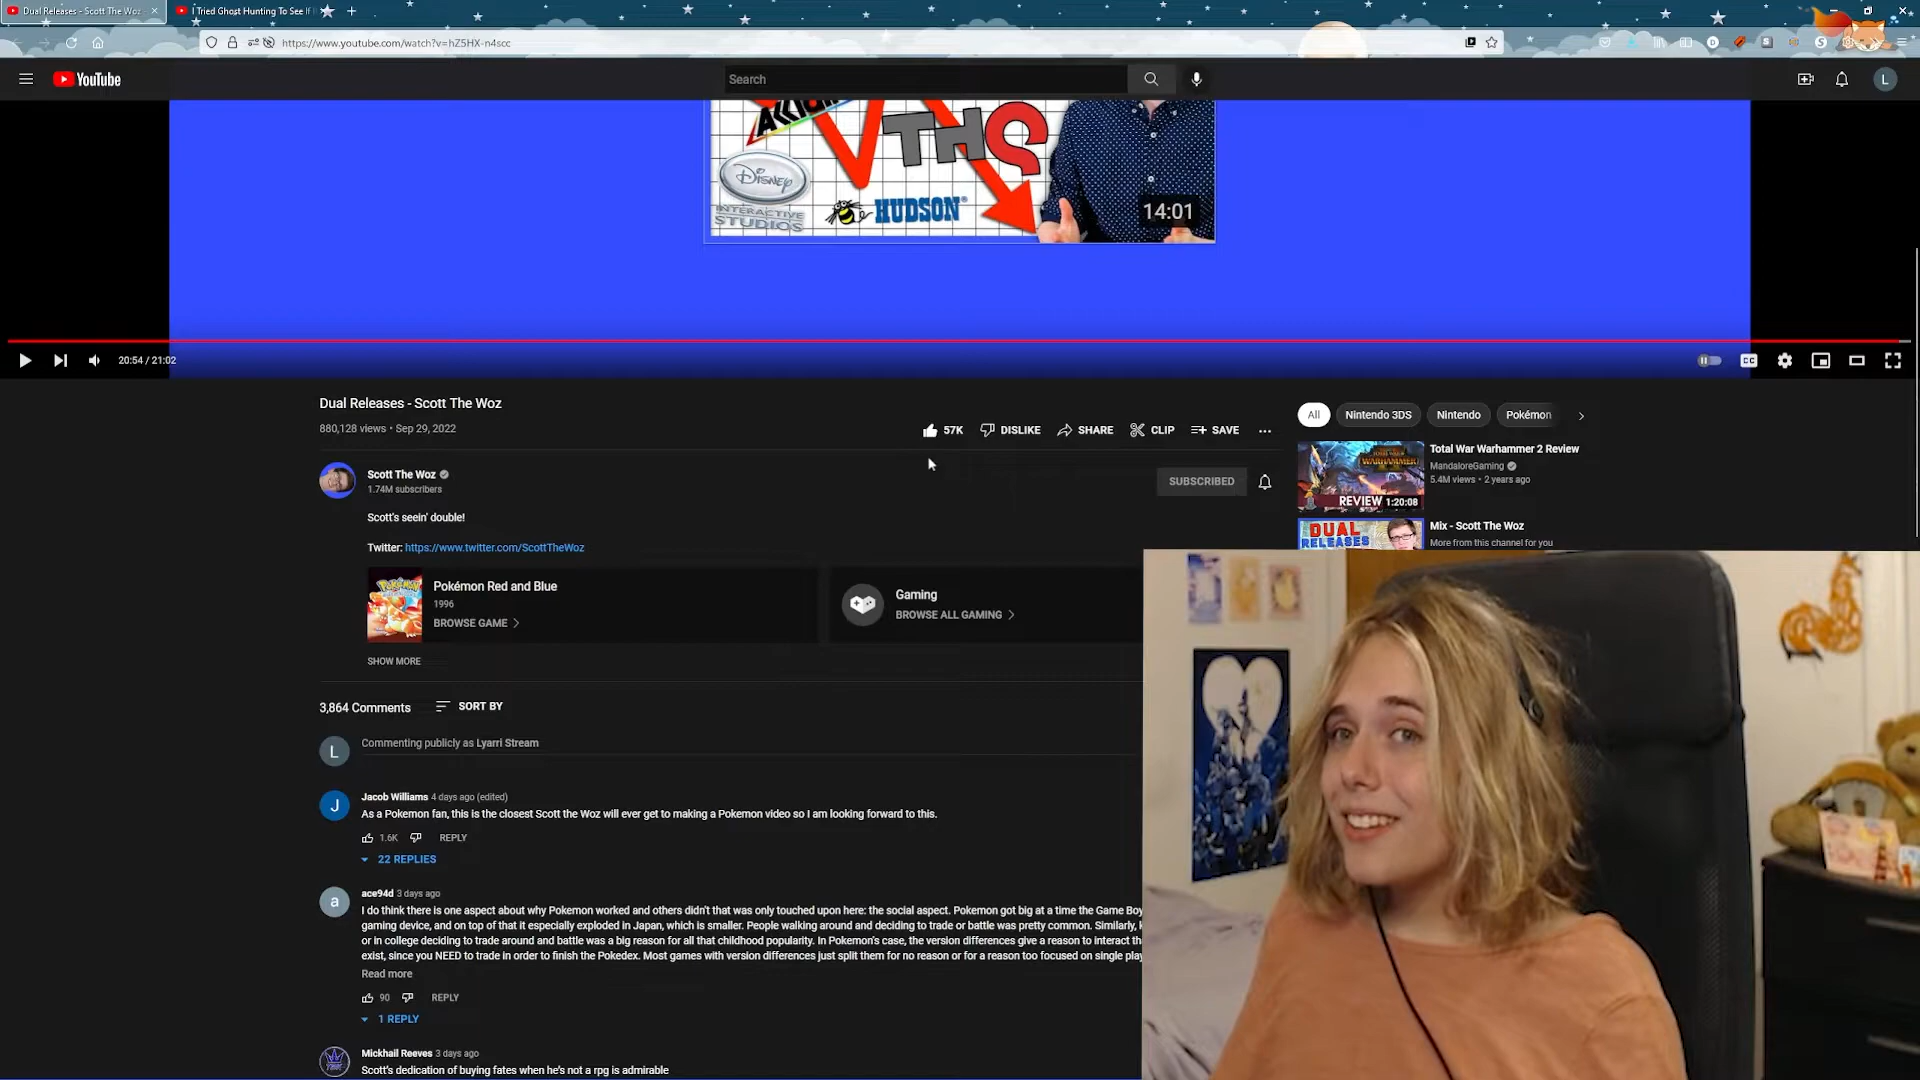 Dual Releases - Scott The Woz
I Tried Ghost Hunting To See If I
https://www.youtube.com/watch?v=hZ5HX-n4scc
YouTube
Search
L
THQ
Disney
INTERACTIVE
STUDIOS
HUDSON
14:01
20:54 / 21:02
CC
Dual Releases - Scott The Woz
880,128 views • Sep 29, 2022
57K
DISLIKE
SHARE
CLIP
SAVE
Scott The Woz
1.74M subscribers
SUBSCRIBED
Scott's seein' double!
Twitter: https://www.twitter.com/ScottTheWoz
Pokémon Red and Blue
1996
BROWSE GAME
Gaming
BROWSE ALL GAMING
SHOW MORE
All
Nintendo 3DS
Nintendo
Pokémon
Total War Warhammer 2 Review
MandaloreGaming
5.4M views • 2 years ago
REVIEW 1:20:08
DUAL
RELEASES
Mix - Scott The Woz
More from this channel for you
3,864 Comments
SORT BY
L
Commenting publicly as Lyarri Stream
J
Jacob Williams 4 days ago (edited)
As a Pokemon fan, this is the closest Scott the Woz will ever get to making a Pokemon video so I am looking forward to this.
1.6K
REPLY
22 REPLIES
a
ace94d 3 days ago
I do think there is one aspect about why Pokemon worked and others didn't that was only touched upon here: the social aspect. Pokemon got big at a time the Game Boy
gaming device, and on top of that it especially exploded in Japan, which is smaller. People walking around and deciding to trade or battle was pretty common. Similarly,
or in college deciding to trade around and battle was a big reason for all that childhood popularity. In Pokemon's case, the version differences give a reason to interact
exist, since you NEED to trade in order to finish the Pokedex. Most games with version differences just split them for no reason or for a reason too focused on single
Read more
90
REPLY
1 REPLY
Mickhail Reeves 3 days ago
Scott's dedication of buying fates when he's not a rpg is admirable